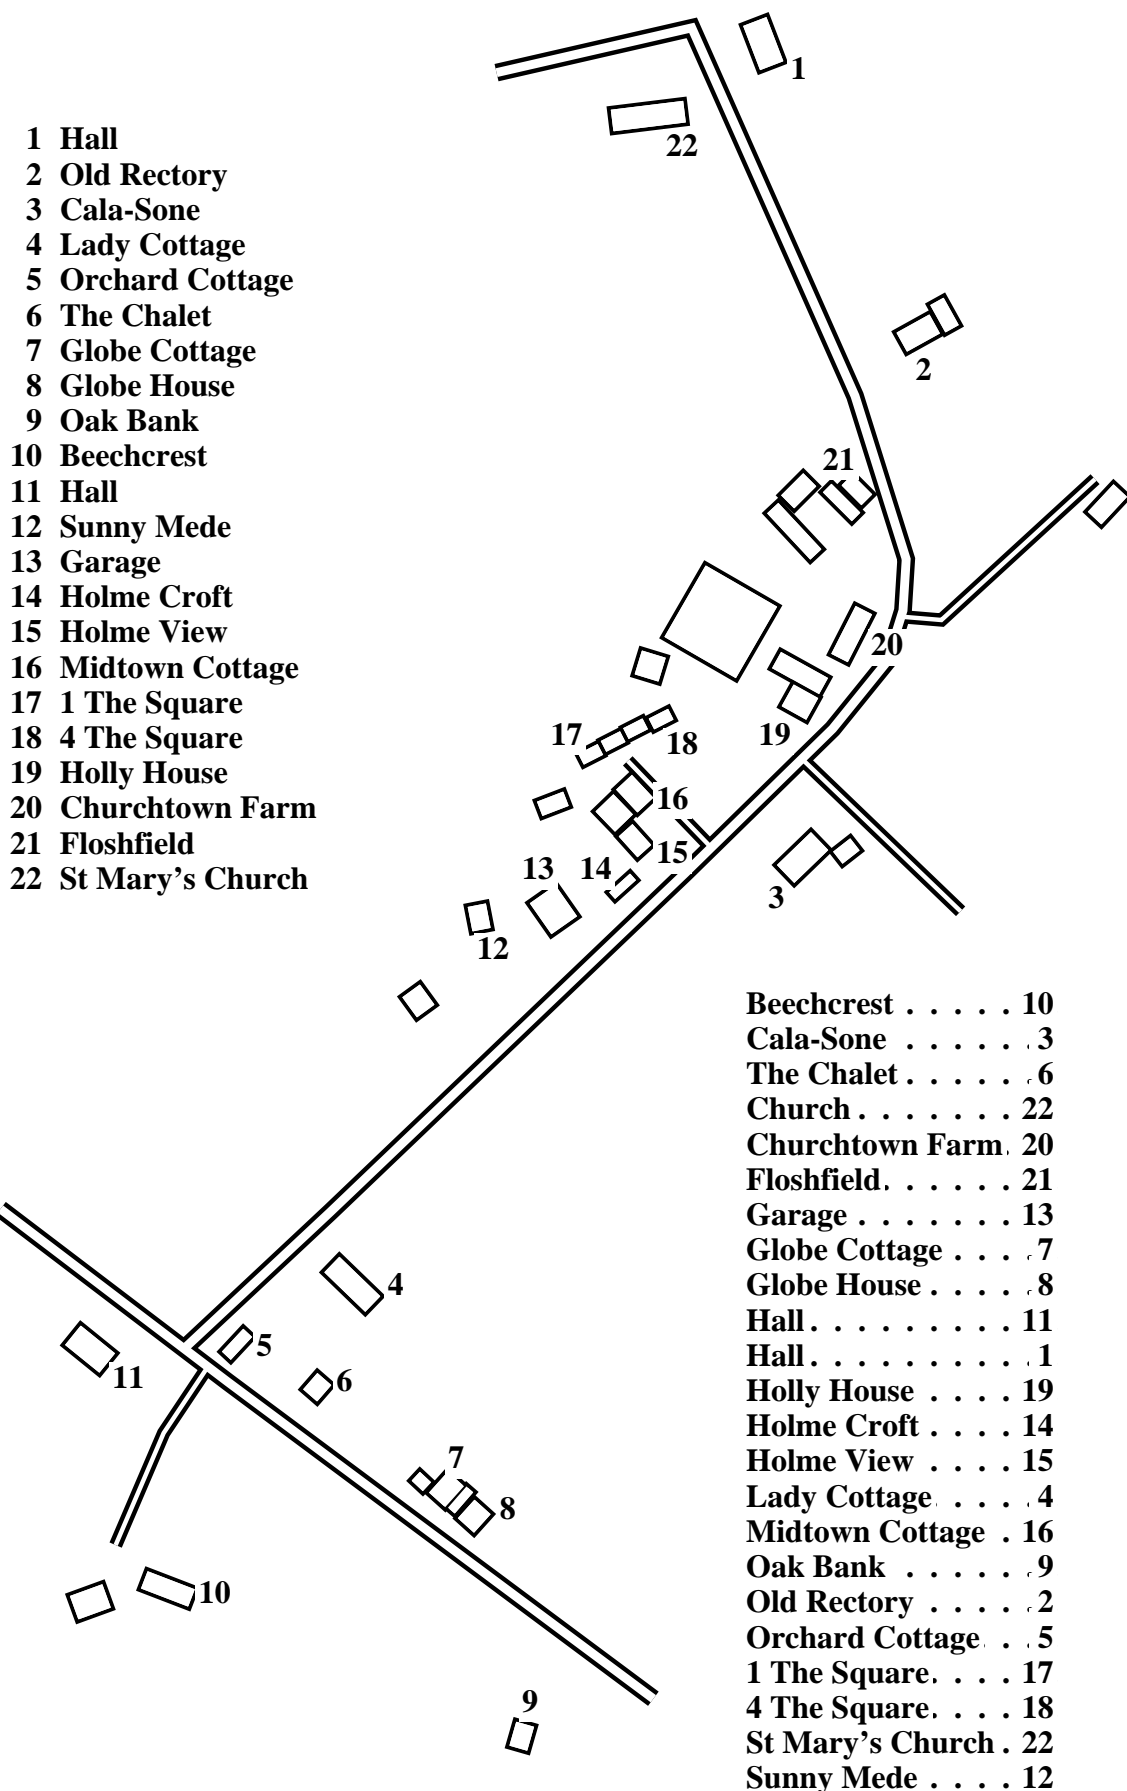 1
22
1 Hall
2 Old Rectory
3 Cala-Sone
4 Lady Cottage
5 Orchard Cottage
6 The Chalet
7 Globe Cottage
8 Globe House
9 Oak Bank
10 Beechcrest
11 Hall
12 Sunny Mede
13 Garage
14 Holme Croft
15 Holme View
16 Midtown Cottage
17 1 The Square
18 4 The Square
19 Holly House
20 Churchtown Farm
21 Floshfield
22 St Mary's Church
2
21
20
19
18
17
16
15
14
13
3
12
4
5
6
11
7
8
10
9
Beechcrest . . . . . 10
Cala-Sone . . . . . . 3
The Chalet . . . . . . 6
Church . . . . . . . 22
Churchtown Farm . 20
Floshfield . . . . . . 21
Garage . . . . . . . 13
Globe Cottage . . . . 7
Globe House . . . . . 8
Hall . . . . . . . . . 11
Hall . . . . . . . . . . 1
Holly House . . . . 19
Holme Croft . . . . 14
Holme View . . . . 15
Lady Cottage . . . . . 4
Midtown Cottage . 16
Oak Bank . . . . . . 9
Old Rectory . . . . . 2
Orchard Cottage . . . 5
1 The Square . . . . 17
4 The Square . . . . 18
St Mary's Church . 22
Sunny Mede . . . . 12